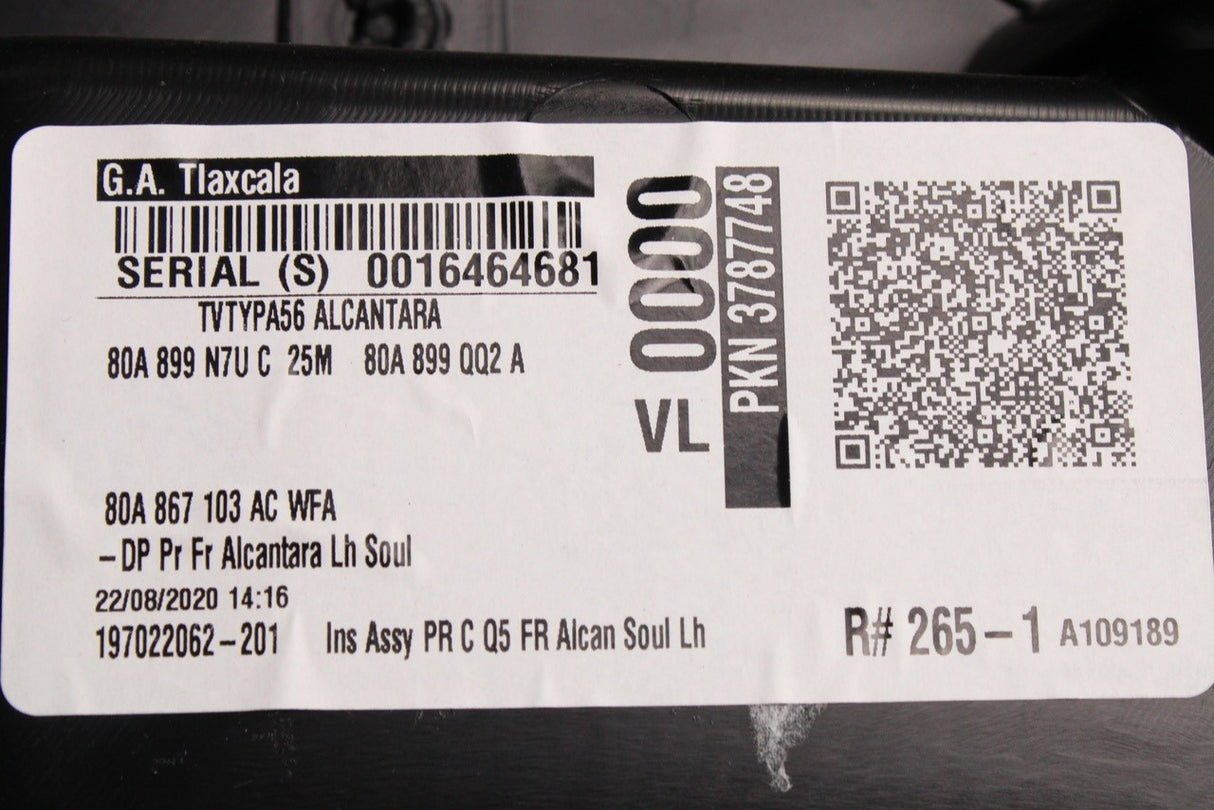 G.A. Tlaxcala
SERIAL (S) 0016464681
TVTYPA56 ALCANTARA
80A 899 N7U C 25M 80A 899 QQ2 A
VL 0000
PKN 3787748
80A 867 103 AC WFA
– DP Pr Fr Alcantara Lh Soul
22/08/2020 14:16
197022062–201 Ins Assy PR C Q5 FR Alcan Soul Lh
R# 265–1 A109189